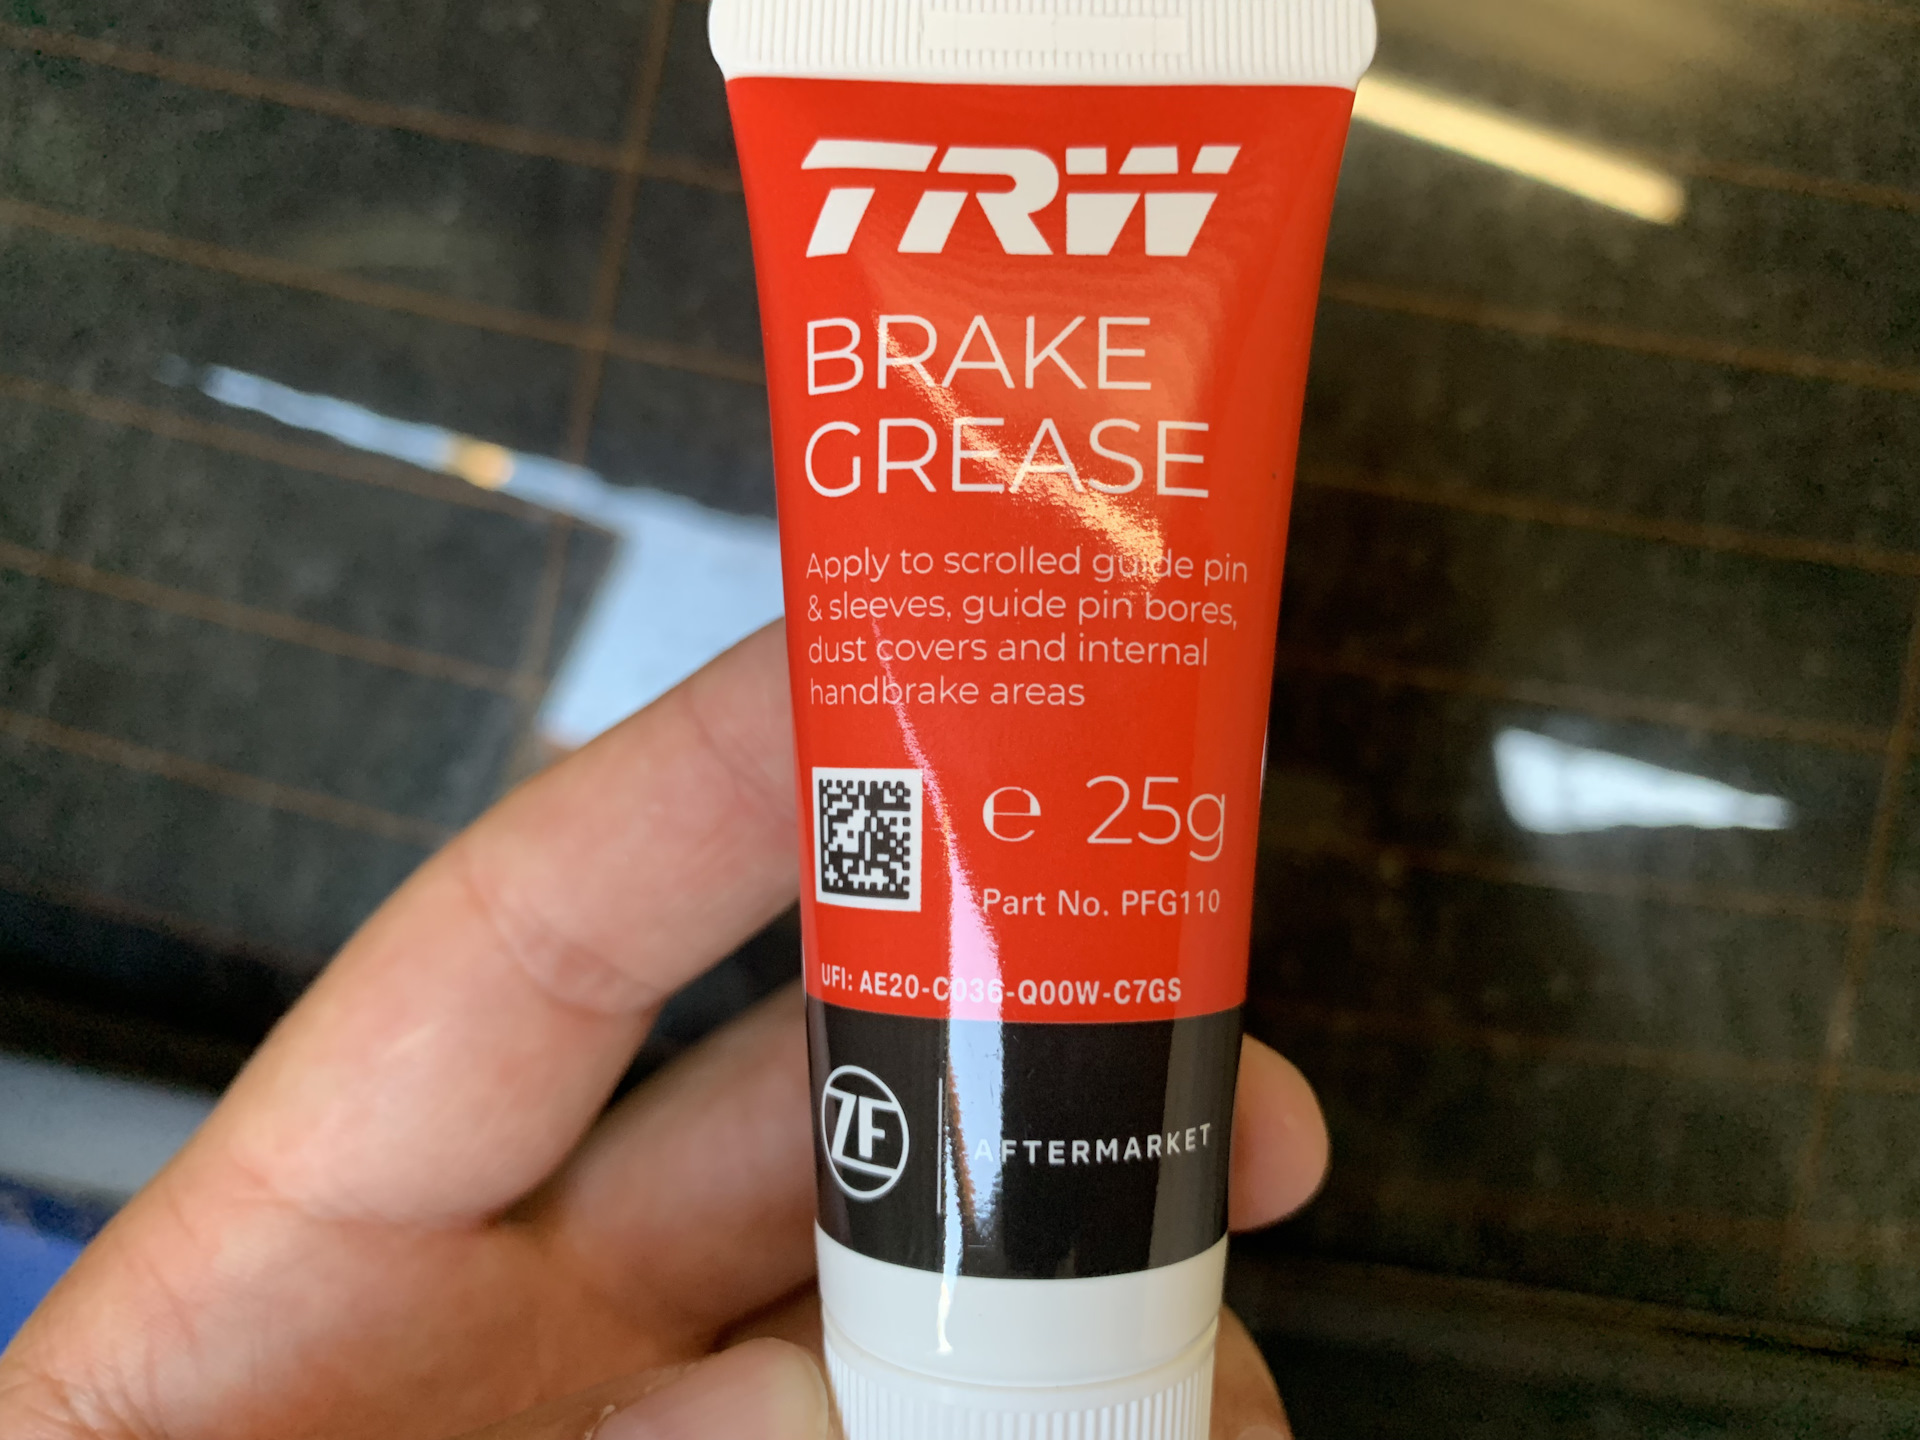 TRW
BRAKE
GREASE
Apply to scrolled guide pin
& sleeves, guide pin bores,
dust covers and internal
handbrake areas
℮ 25g
Part No. PFG110
UFI: AE20-C036-Q00W-C7GS
ZF
AFTERMARKET